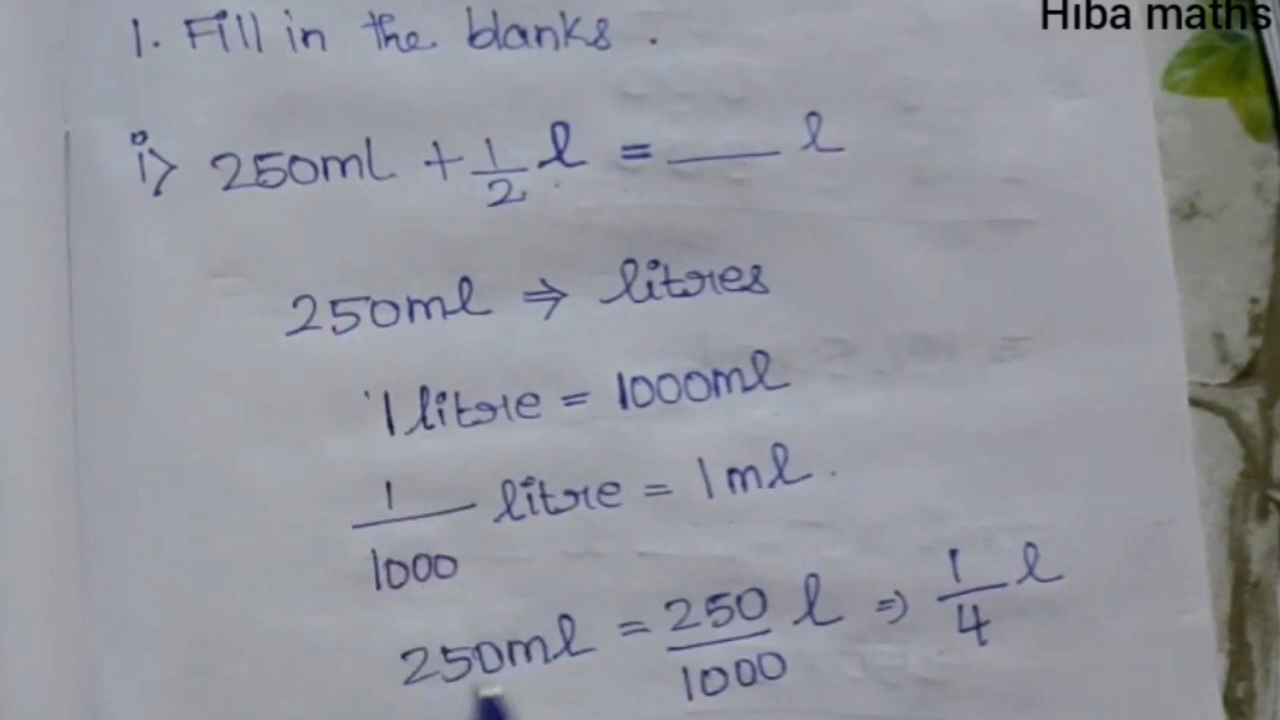 Hiba maths
1. Fill in the blanks.
i> 250ml + 1/2 l = ___ l
250ml ⇒ litres
1 litre = 1000ml
1/1000 litre = 1ml.
250ml = 250/1000 l ⇒ 1/4 l